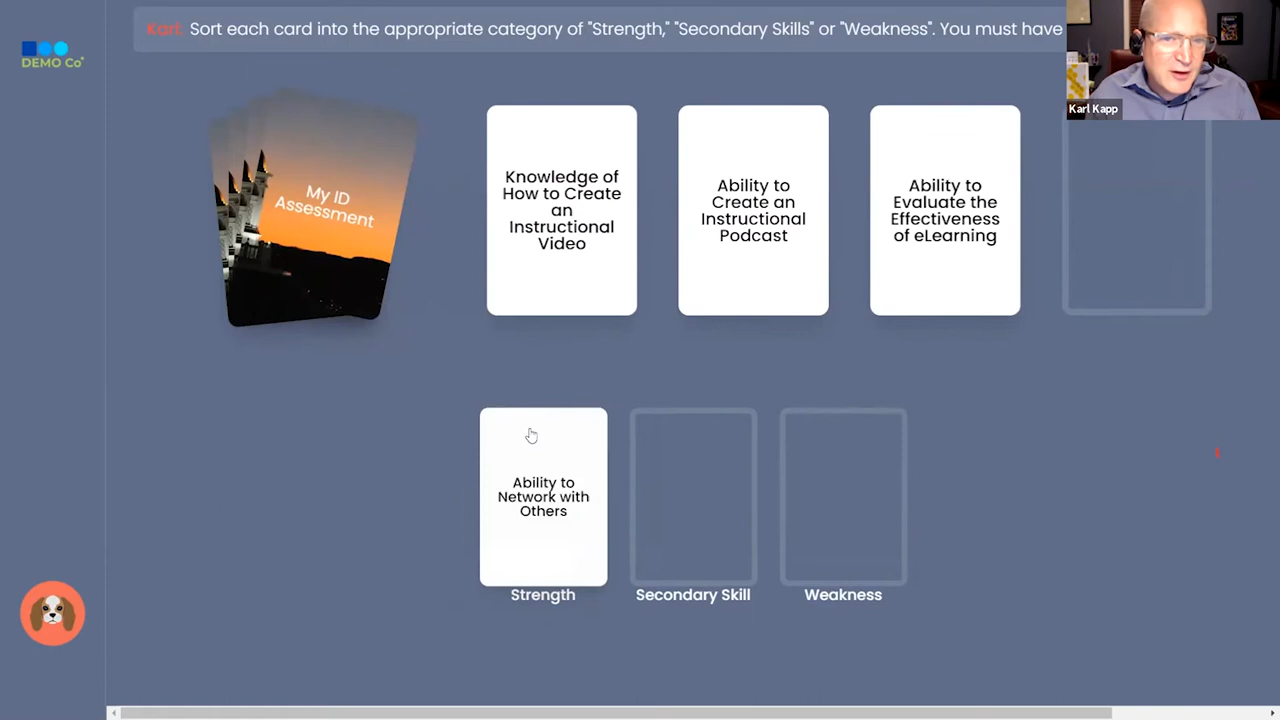 Karl: Sort each card into the appropriate category of "Strength," "Secondary Skills" or "Weakness". You must have
DEMO Co
Karl Kapp
My ID
Assessment
Knowledge of
How to Create
an
Instructional
Video
Ability to
Create an
Instructional
Podcast
Ability to
Evaluate the
Effectiveness
of eLearning
Ability to
Network with
Others
Strength
Secondary Skill
Weakness